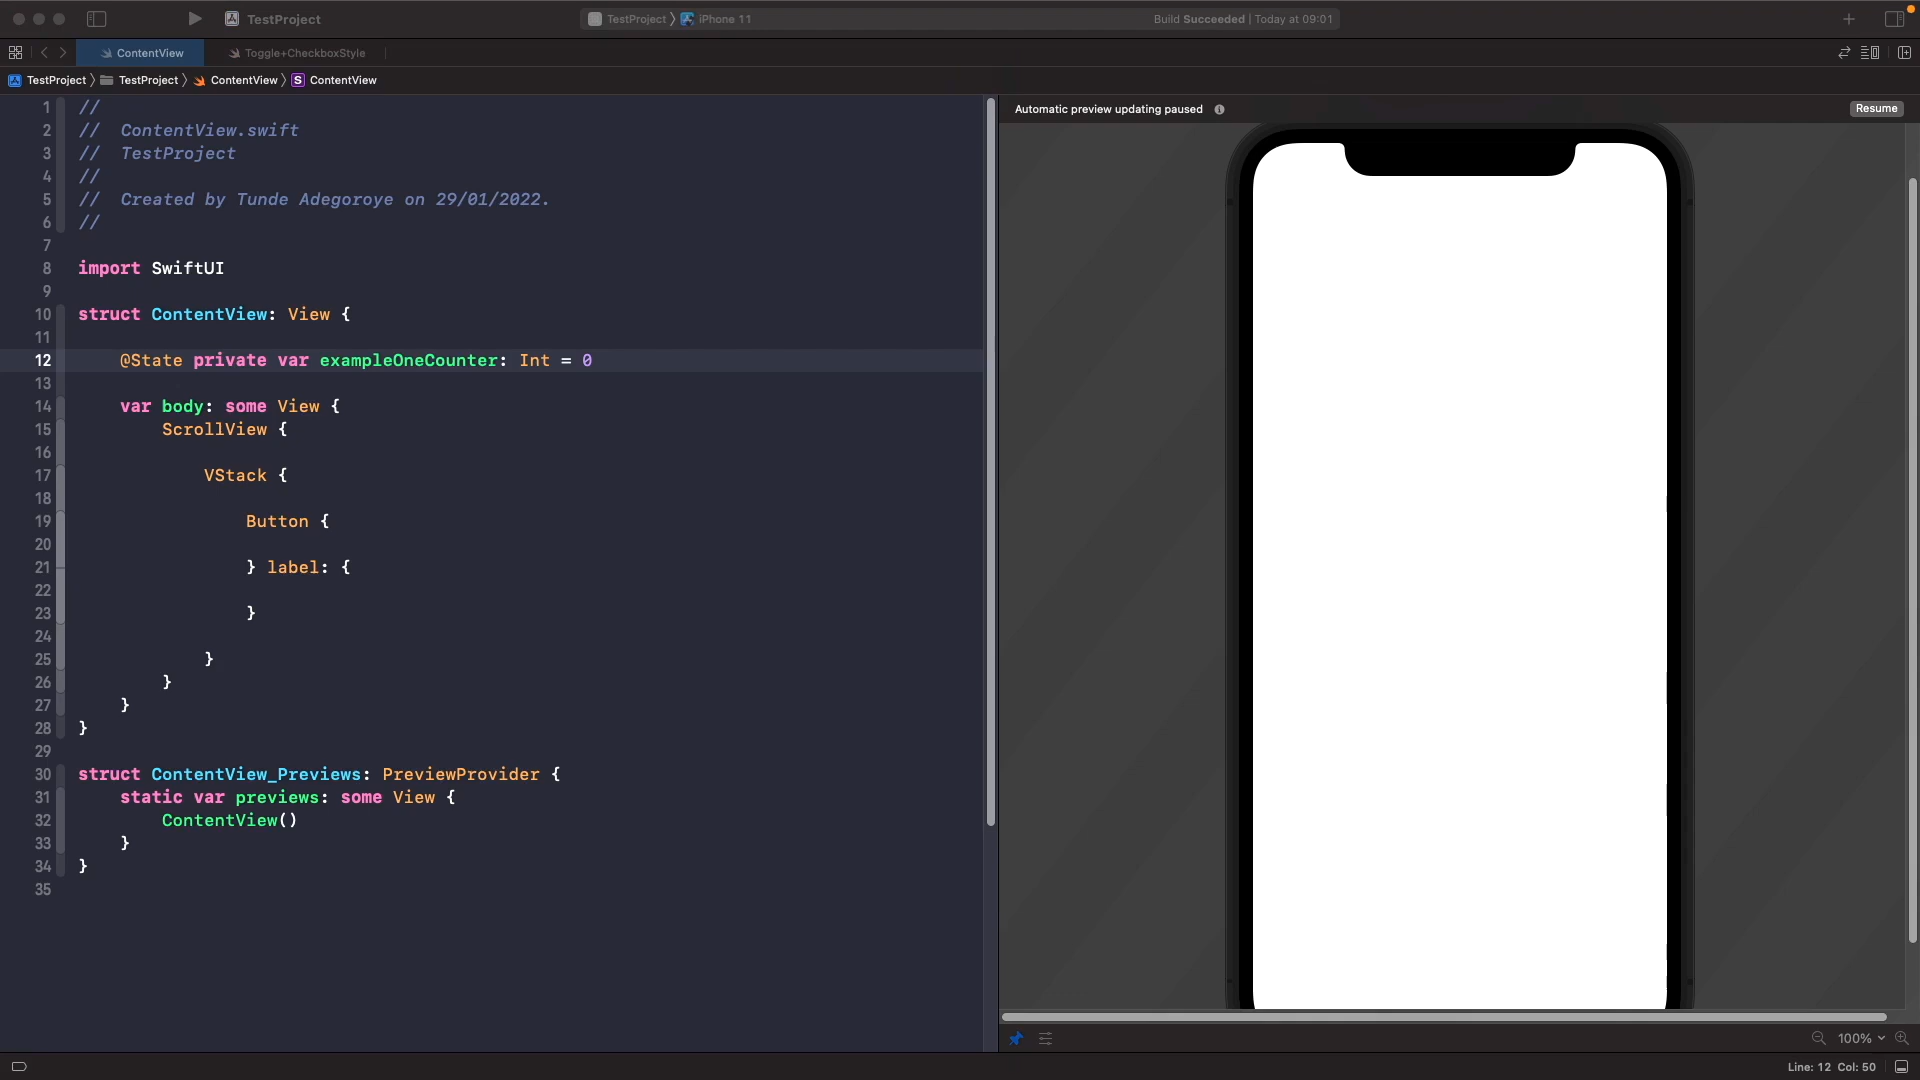 TestProject
TestProject 〉 iPhone 11
Build Succeeded | Today at 09:01
ContentView
Toggle+CheckboxStyle
TestProject 〉 TestProject 〉 ContentView 〉 S ContentView
Automatic preview updating paused
Resume
1 //
2 //  ContentView.swift
3 //  TestProject
4 //
5 //  Created by Tunde Adegoroye on 29/01/2022.
6 //
7
8 import SwiftUI
9
10 struct ContentView: View {
11
12     @State private var exampleOneCounter: Int = 0
13
14     var body: some View {
15         ScrollView {
16
17             VStack {
18
19                 Button {
20
21                 } label: {
22
23                 }
24
25             }
26         }
27     }
28 }
29
30 struct ContentView_Previews: PreviewProvider {
31     static var previews: some View {
32         ContentView()
33     }
34 }
35
100%
Line: 12 Col: 50